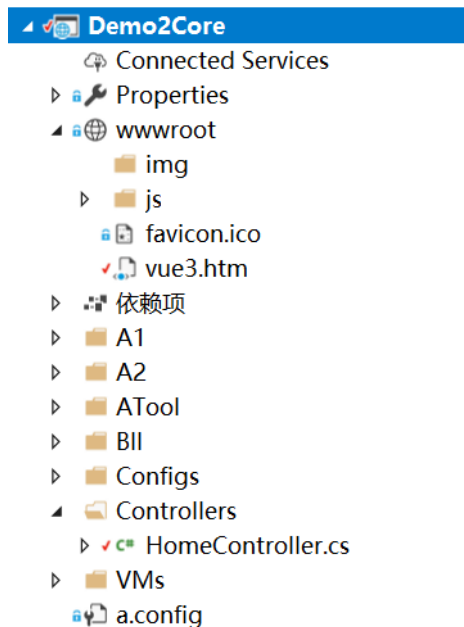 Demo2Core
Connected Services
Properties
wwwroot
img
js
favicon.ico
vue3.htm
依赖项
A1
A2
ATool
Bll
Configs
Controllers
C# HomeController.cs
VMs
a.config